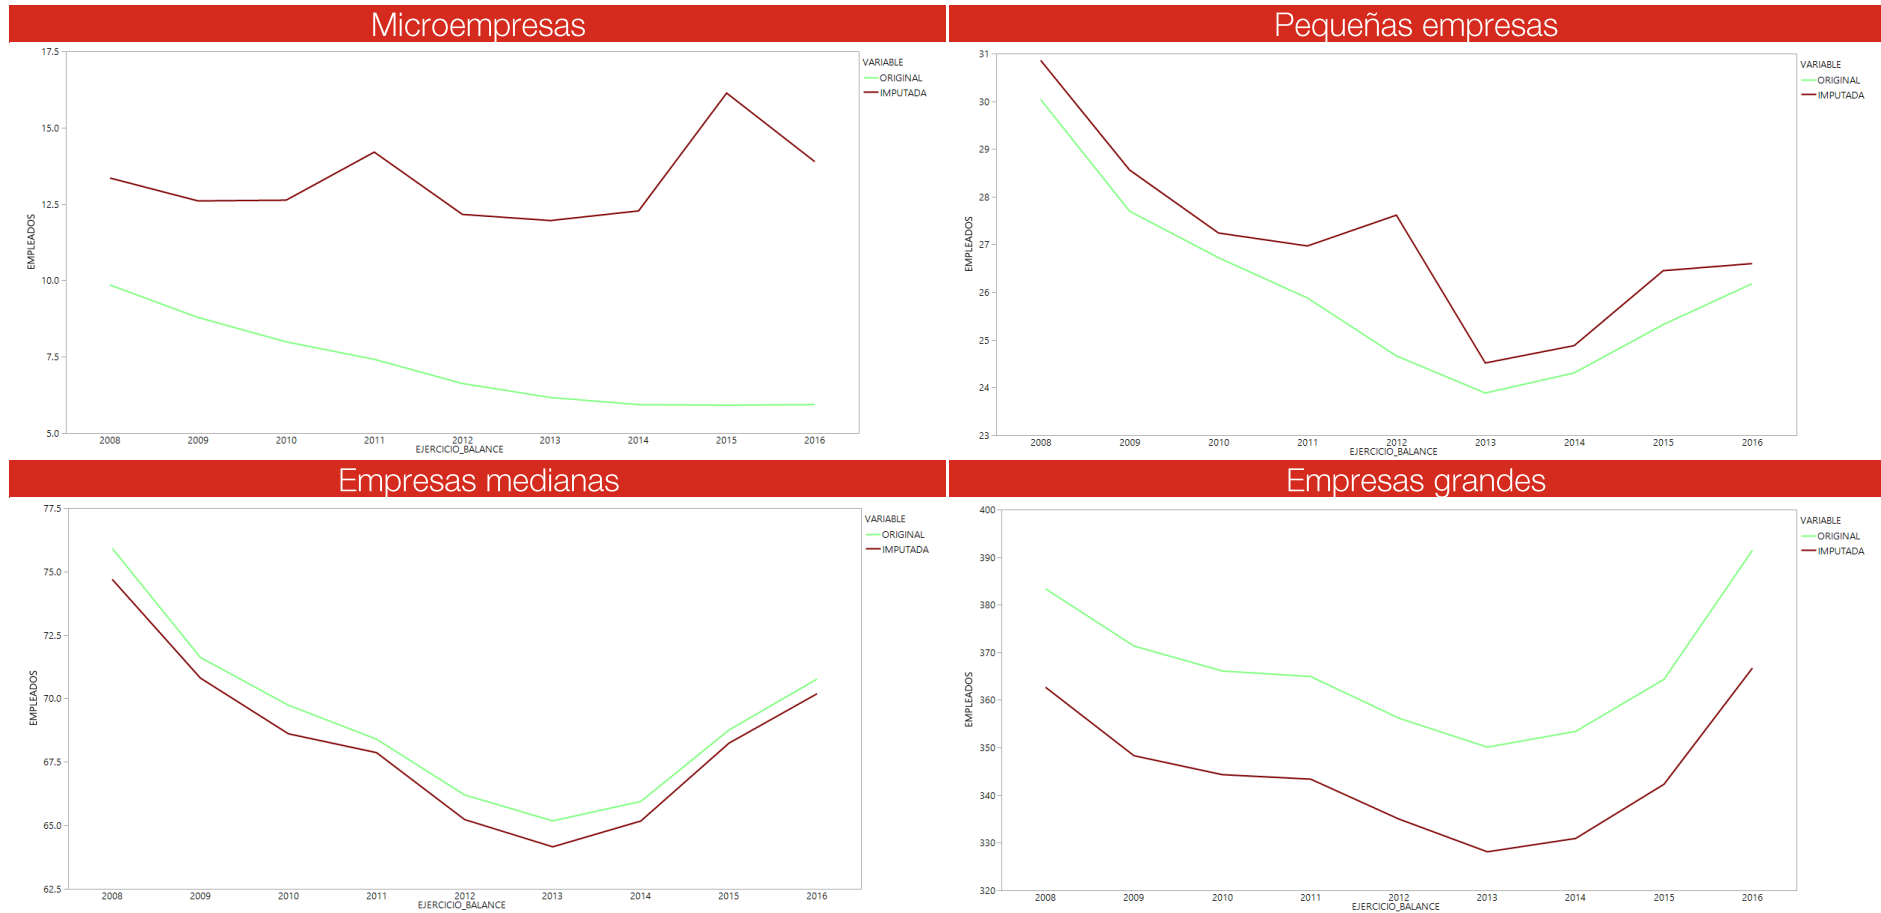 Microempresas
17.5
15.0
12.5
10.0
7.5
5.0
EMPLEADOS
2008 2009 2010 2011 2012 2013 2014 2015 2016
EJERCICIO_BALANCE
VARIABLE
ORIGINAL
IMPUTADA
Pequeñas empresas
31
30
29
28
27
26
25
24
23
EMPLEADOS
2008 2009 2010 2011 2012 2013 2014 2015 2016
EJERCICIO_BALANCE
VARIABLE
ORIGINAL
IMPUTADA
Empresas medianas
77.5
75.0
72.5
70.0
67.5
65.0
62.5
EMPLEADOS
2008 2009 2010 2011 2012 2013 2014 2015 2016
EJERCICIO_BALANCE
VARIABLE
ORIGINAL
IMPUTADA
Empresas grandes
400
390
380
370
360
350
340
330
320
EMPLEADOS
2008 2009 2010 2011 2012 2013 2014 2015 2016
EJERCICIO_BALANCE
VARIABLE
ORIGINAL
IMPUTADA